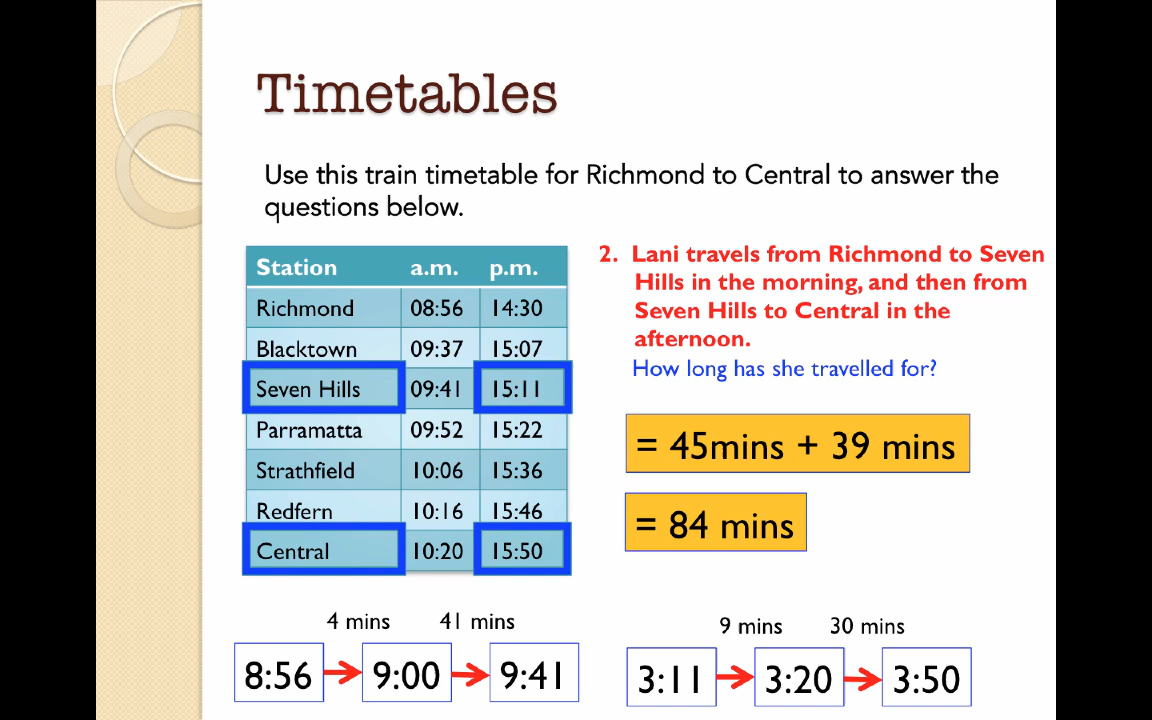 Timetables
Use this train timetable for Richmond to Central to answer the
questions below.
Station a.m. p.m.
Richmond 08:56 14:30
Blacktown 09:37 15:07
Seven Hills 09:41 15:11
Parramatta 09:52 15:22
Strathfield 10:06 15:36
Redfern 10:16 15:46
Central 10:20 15:50
2. Lani travels from Richmond to Seven
Hills in the morning, and then from
Seven Hills to Central in the
afternoon.
How long has she travelled for?
= 45mins + 39 mins
= 84 mins
4 mins 41 mins
8:56 9:00 9:41
9 mins 30 mins
3:11 3:20 3:50